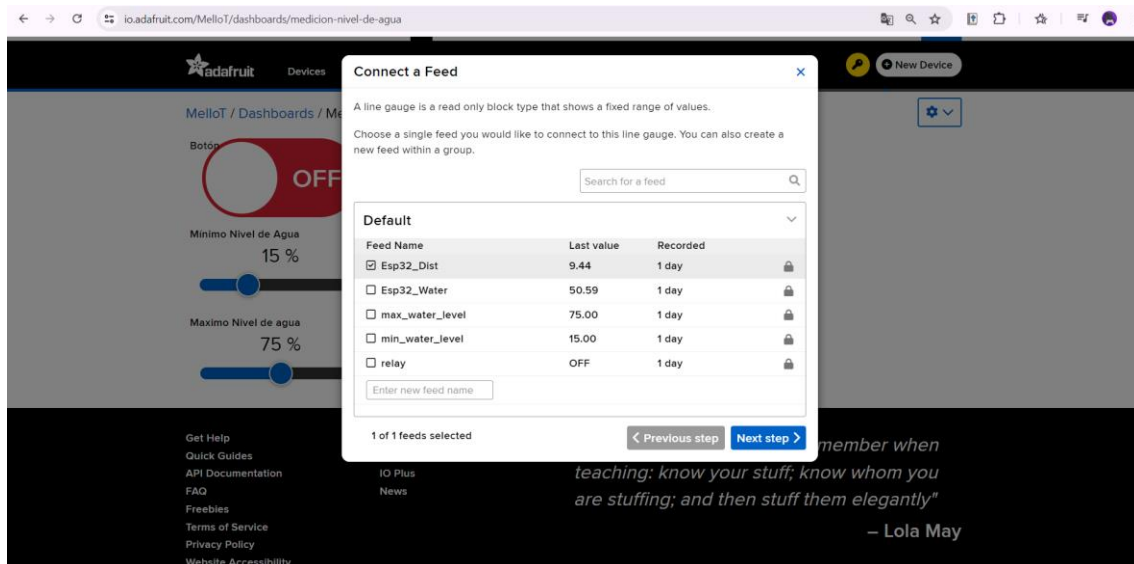 io.adafruit.com/MelloT/dashboards/medicion-nivel-de-agua
adafruit
Devices
New Device
MelloT / Dashboards / Me
Botón
OFF
Minimo Nivel de Agua
15 %
Maximo Nivel de agua
75 %
Connect a Feed
A line gauge is a read only block type that shows a fixed range of values.
Choose a single feed you would like to connect to this line gauge. You can also create a
new feed within a group.
Search for a feed
Default
Feed Name Last value Recorded
Esp32_Dist 9.44 1 day
Esp32_Water 50.59 1 day
max_water_level 75.00 1 day
min_water_level 15.00 1 day
relay OFF 1 day
Enter new feed name
1 of 1 feeds selected
Previous step
Next step
Get Help
Quick Guides
API Documentation
FAQ
Freebies
Terms of Service
Privacy Policy
Website Accessibility
IO Plus
News
member when
teaching: know your stuff; know whom you
are stuffing; and then stuff them elegantly"
– Lola May